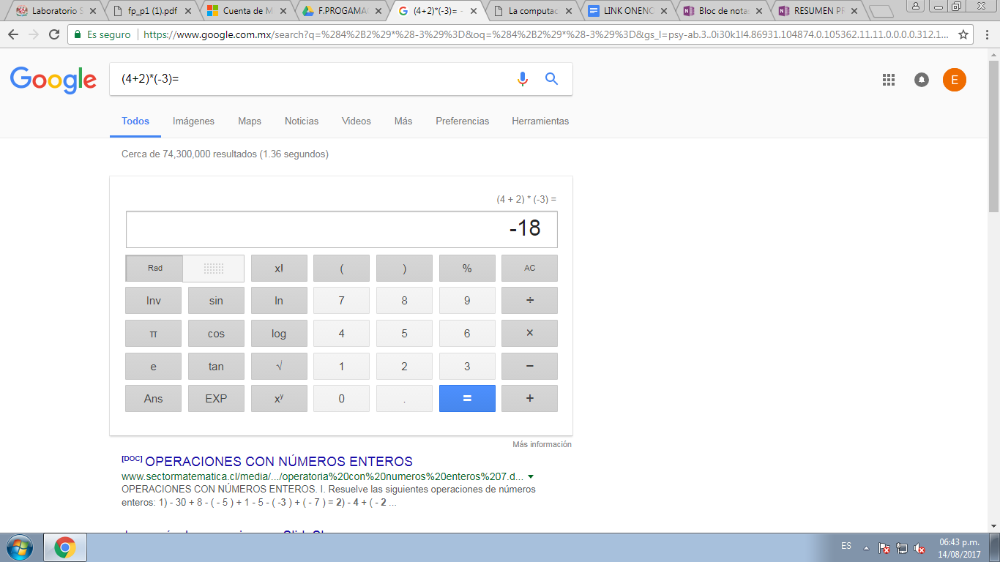 Laboratorio S
fp_p1 (1).pdf
Cuenta de M
F.PROGAMA
(4+2)*(-3)= -
La computac
LINK ONENO
Bloc de nota
RESUMEN PR
Es seguro
https://www.google.com.mx/search?q=%284%2B2%29*%28-3%29%3D&oq=%284%2B2%29*%28-3%29%3D&gs_l=psy-ab.3..0i30k1l4.86931.104874.0.105362.11.11.0.0.0.0.312.1...
Google
(4+2)*(-3)=
E
Todos Imágenes Maps Noticias Videos Más Preferencias Herramientas
Cerca de 74,300,000 resultados (1.36 segundos)
(4 + 2) * (-3) =
-18
Rad x! ( ) % AC
Inv sin ln 7 8 9 ÷
π cos log 4 5 6 ×
e tan √ 1 2 3 −
Ans EXP xʸ 0 . = +
Más información
[DOC] OPERACIONES CON NÚMEROS ENTEROS
www.sectormatematica.cl/media/.../operatoria%20con%20numeros%20enteros%207.d...
OPERACIONES CON NÚMEROS ENTEROS. I. Resuelve las siguientes operaciones de números
enteros: 1) - 30 + 8 - ( - 5 ) + 1 - 5 - ( -3 ) + ( - 7 ) = 2) - 4 + ( - 2 ...
ES
06:43 p.m.
14/08/2017